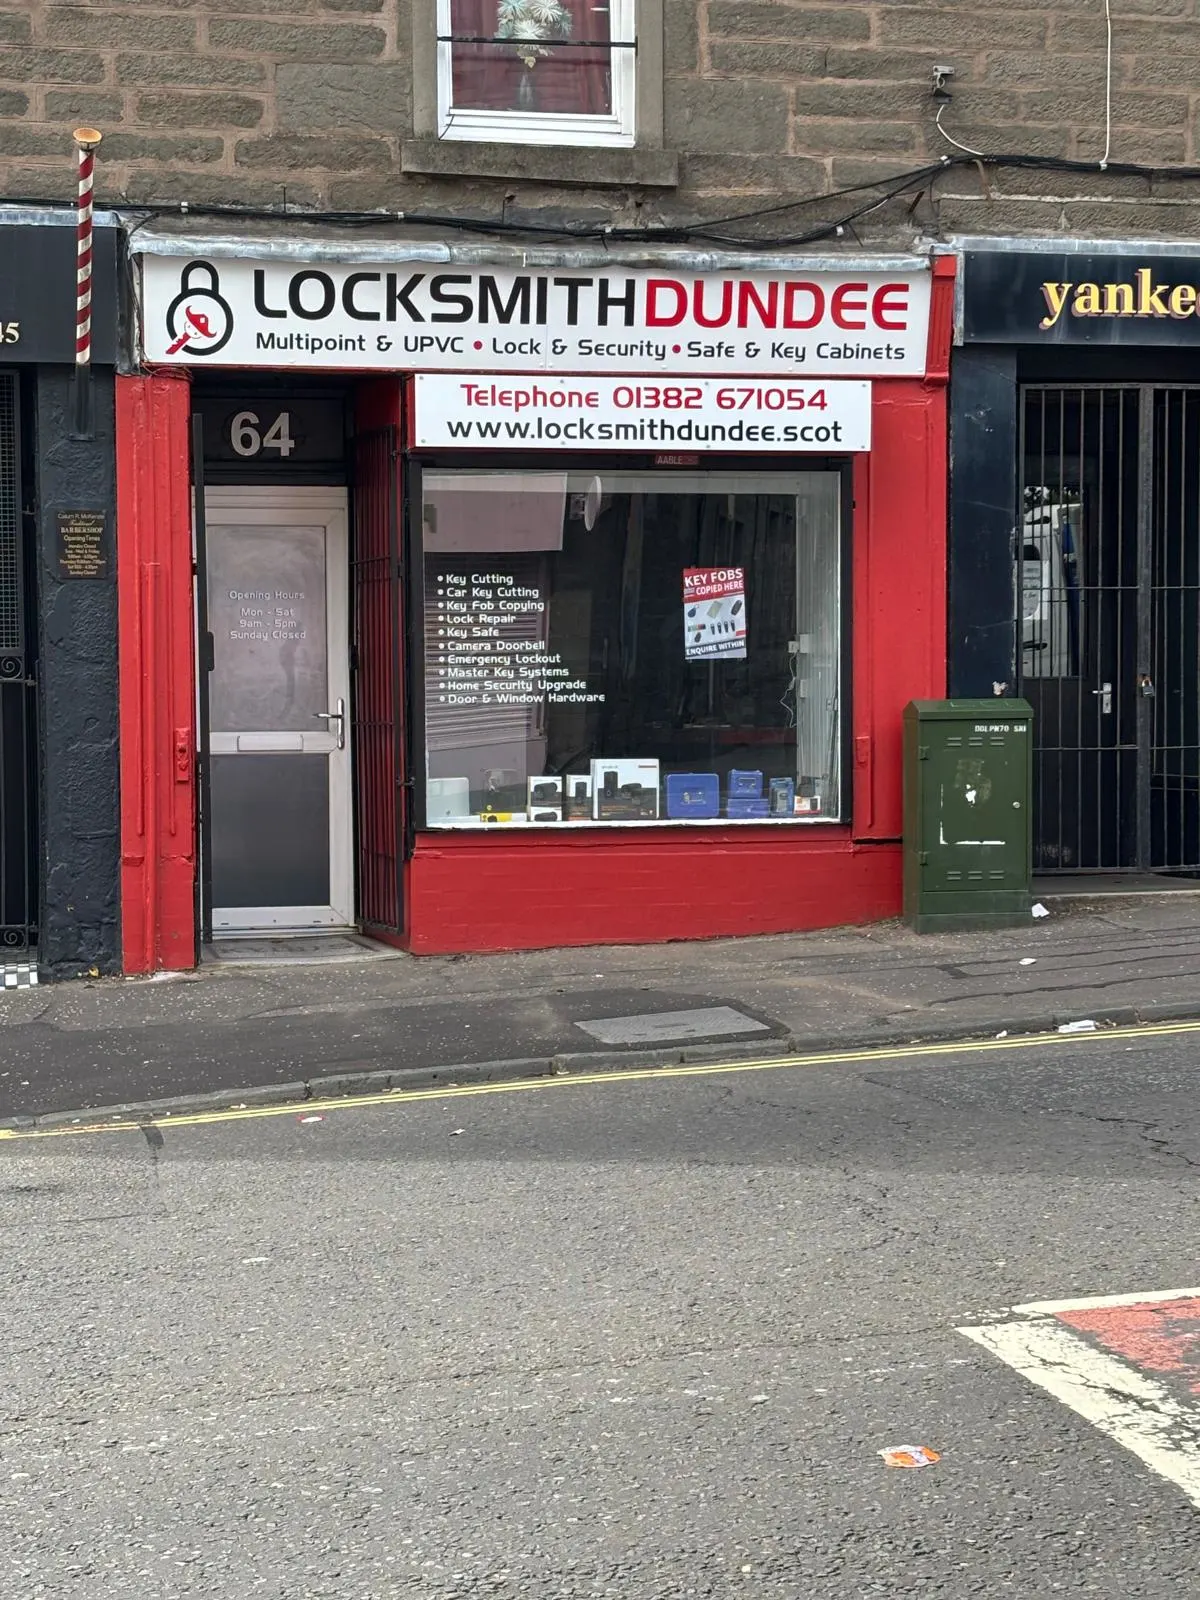 LOCKSMITHDUNDEE
Multipoint & UPVC • Lock & Security • Safe & Key Cabinets
Telephone 01382 671054
www.locksmithdundee.scot
64
yanke
45
Opening Hours
Mon - Sat
9am - 5pm
Sunday Closed
• Key Cutting
• Car Key Cutting
• Key Fob Copying
• Lock Repair
• Key Safe
• Camera Doorbell
• Emergency Lockout
• Master Key Systems
• Home Security Upgrade
• Door & Window Hardware
KEY FOBS
COPIED HERE
ENQUIRE WITHIN
BARBERSHOP
Opening Times